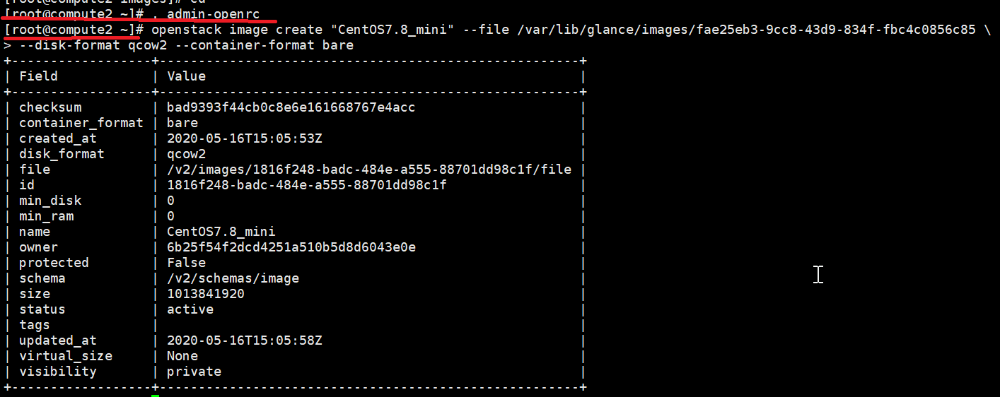 [root@compute2 images]# cd
[root@compute2 ~]# . admin-openrc
[root@compute2 ~]# openstack image create "CentOS7.8_mini" --file /var/lib/glance/images/fae25eb3-9cc8-43d9-834f-fbc4c0856c85 \
> --disk-format qcow2 --container-format bare
+------------------+------------------------------------------------------+
| Field            | Value                                                |
+------------------+------------------------------------------------------+
| checksum         | bad9393f44cb0c8e6e161668767e4acc                     |
| container_format | bare                                                 |
| created_at       | 2020-05-16T15:05:53Z                                 |
| disk_format      | qcow2                                                |
| file             | /v2/images/1816f248-badc-484e-a555-88701dd98c1f/file |
| id               | 1816f248-badc-484e-a555-88701dd98c1f                 |
| min_disk         | 0                                                    |
| min_ram          | 0                                                    |
| name             | CentOS7.8_mini                                       |
| owner            | 6b25f54f2dcd4251a510b5d8d6043e0e                     |
| protected        | False                                                |
| schema           | /v2/schemas/image                                    |
| size             | 1013841920                                           |
| status           | active                                               |
| tags             |                                                      |
| updated_at       | 2020-05-16T15:05:58Z                                 |
| virtual_size     | None                                                 |
| visibility       | private                                              |
+------------------+------------------------------------------------------+